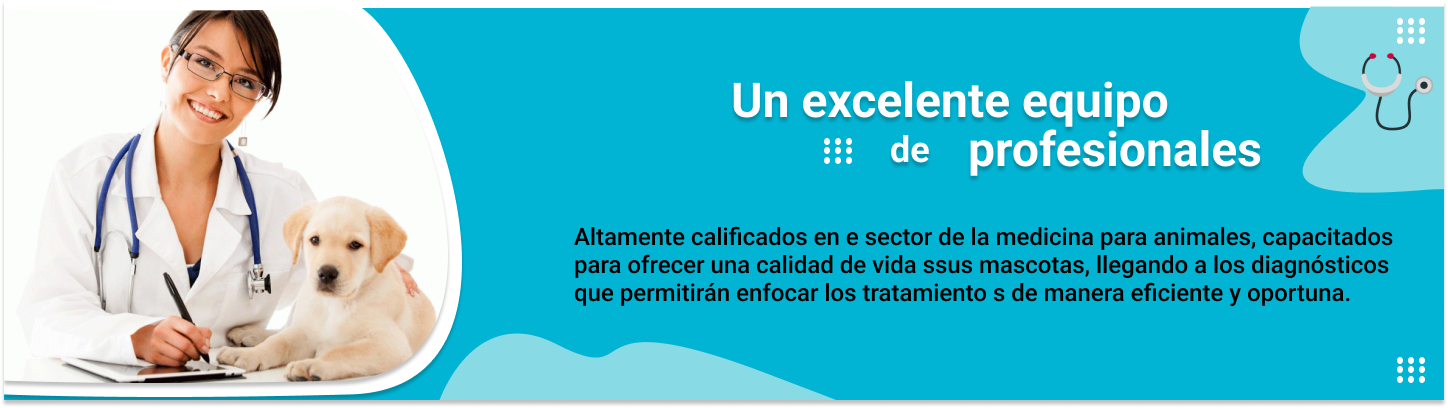 Un excelente equipo
de profesionales
Altamente calificados en e sector de la medicina para animales, capacitados
para ofrecer una calidad de vida ssus mascotas, llegando a los diagnósticos
que permitirán enfocar los tratamiento s de manera eficiente y oportuna.